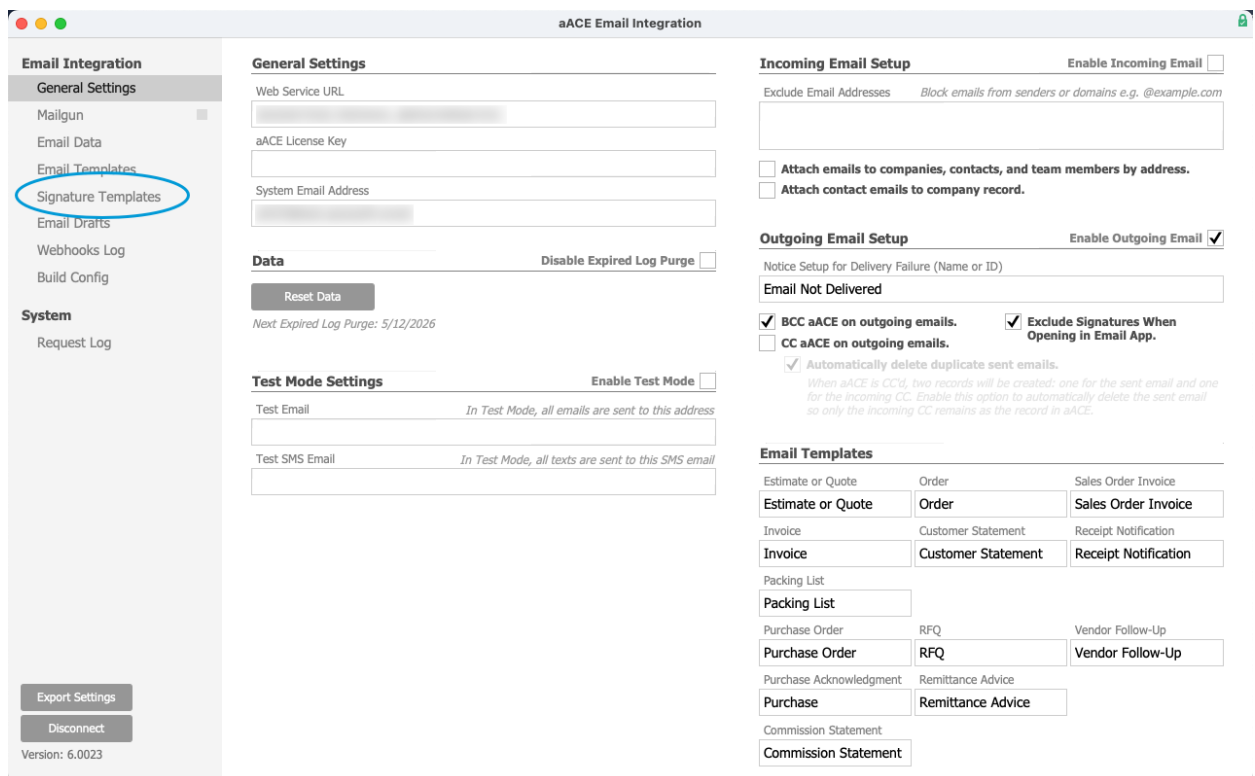 aACE Email Integration
Email Integration
General Settings
Mailgun
Email Data
Email Templates
Signature Templates
Email Drafts
Webhooks Log
Build Config
System
Request Log
Export Settings
Disconnect
Version: 6.0023
General Settings
Web Service URL
aACE License Key
System Email Address
Data
Disable Expired Log Purge
Reset Data
Next Expired Log Purge: 5/12/2026
Test Mode Settings
Enable Test Mode
Test Email
In Test Mode, all emails are sent to this address
Test SMS Email
In Test Mode, all texts are sent to this SMS email
Incoming Email Setup
Enable Incoming Email
Exclude Email Addresses
Block emails from senders or domains e.g. @example.com
Attach emails to companies, contacts, and team members by address.
Attach contact emails to company record.
Outgoing Email Setup
Enable Outgoing Email
Notice Setup for Delivery Failure (Name or ID)
Email Not Delivered
BCC aACE on outgoing emails.
CC aACE on outgoing emails.
Exclude Signatures When
Opening in Email App.
Automatically delete duplicate sent emails.
When aACE is CC'd, two records will be created: one for the sent email and one
for the incoming CC. Enable this option to automatically delete the sent email
so only the incoming CC remains as the record in aACE.
Email Templates
Estimate or Quote
Order
Sales Order Invoice
Estimate or Quote
Order
Sales Order Invoice
Invoice
Customer Statement
Receipt Notification
Invoice
Customer Statement
Receipt Notification
Packing List
Packing List
Purchase Order
RFQ
Vendor Follow-Up
Purchase Order
RFQ
Vendor Follow-Up
Purchase Acknowledgment
Remittance Advice
Purchase
Remittance Advice
Commission Statement
Commission Statement